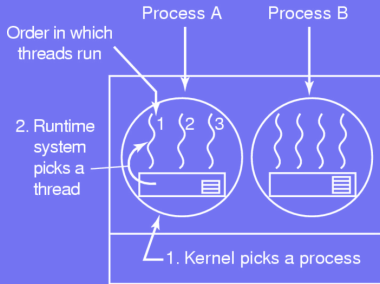 Process A
Process B
Order in which
threads run
1
2
3
2. Runtime
system
picks a
thread
1. Kernel picks a process